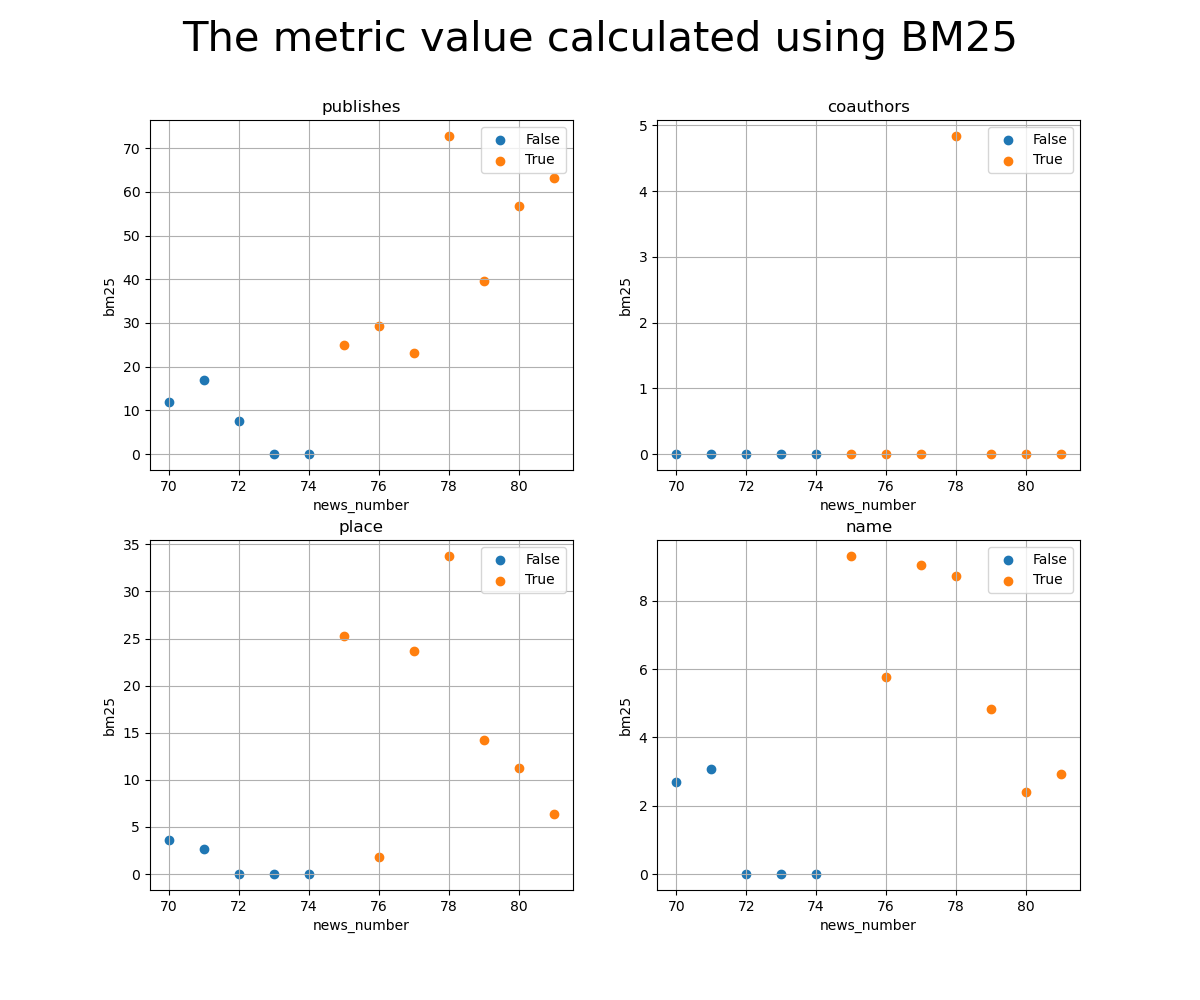 The metric value calculated using BM25
publishes
bm25
70
60
50
40
30
20
10
0
False
True
70 72 74 76 78 80
news_number
coauthors
bm25
5
4
3
2
1
0
False
True
70 72 74 76 78 80
news_number
place
bm25
35
30
25
20
15
10
5
0
False
True
70 72 74 76 78 80
news_number
name
bm25
8
6
4
2
0
False
True
70 72 74 76 78 80
news_number